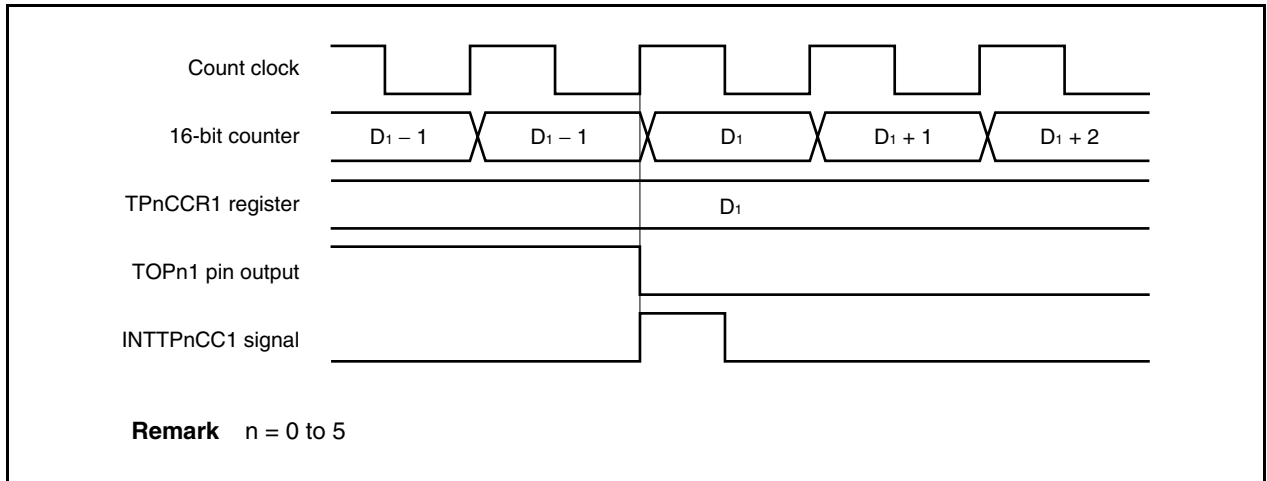 Count clock
16-bit counter D₁ − 1 D₁ − 1 D₁ D₁ + 1 D₁ + 2
TPnCCR1 register D₁
TOPn1 pin output
INTTPnCC1 signal
Remark n = 0 to 5